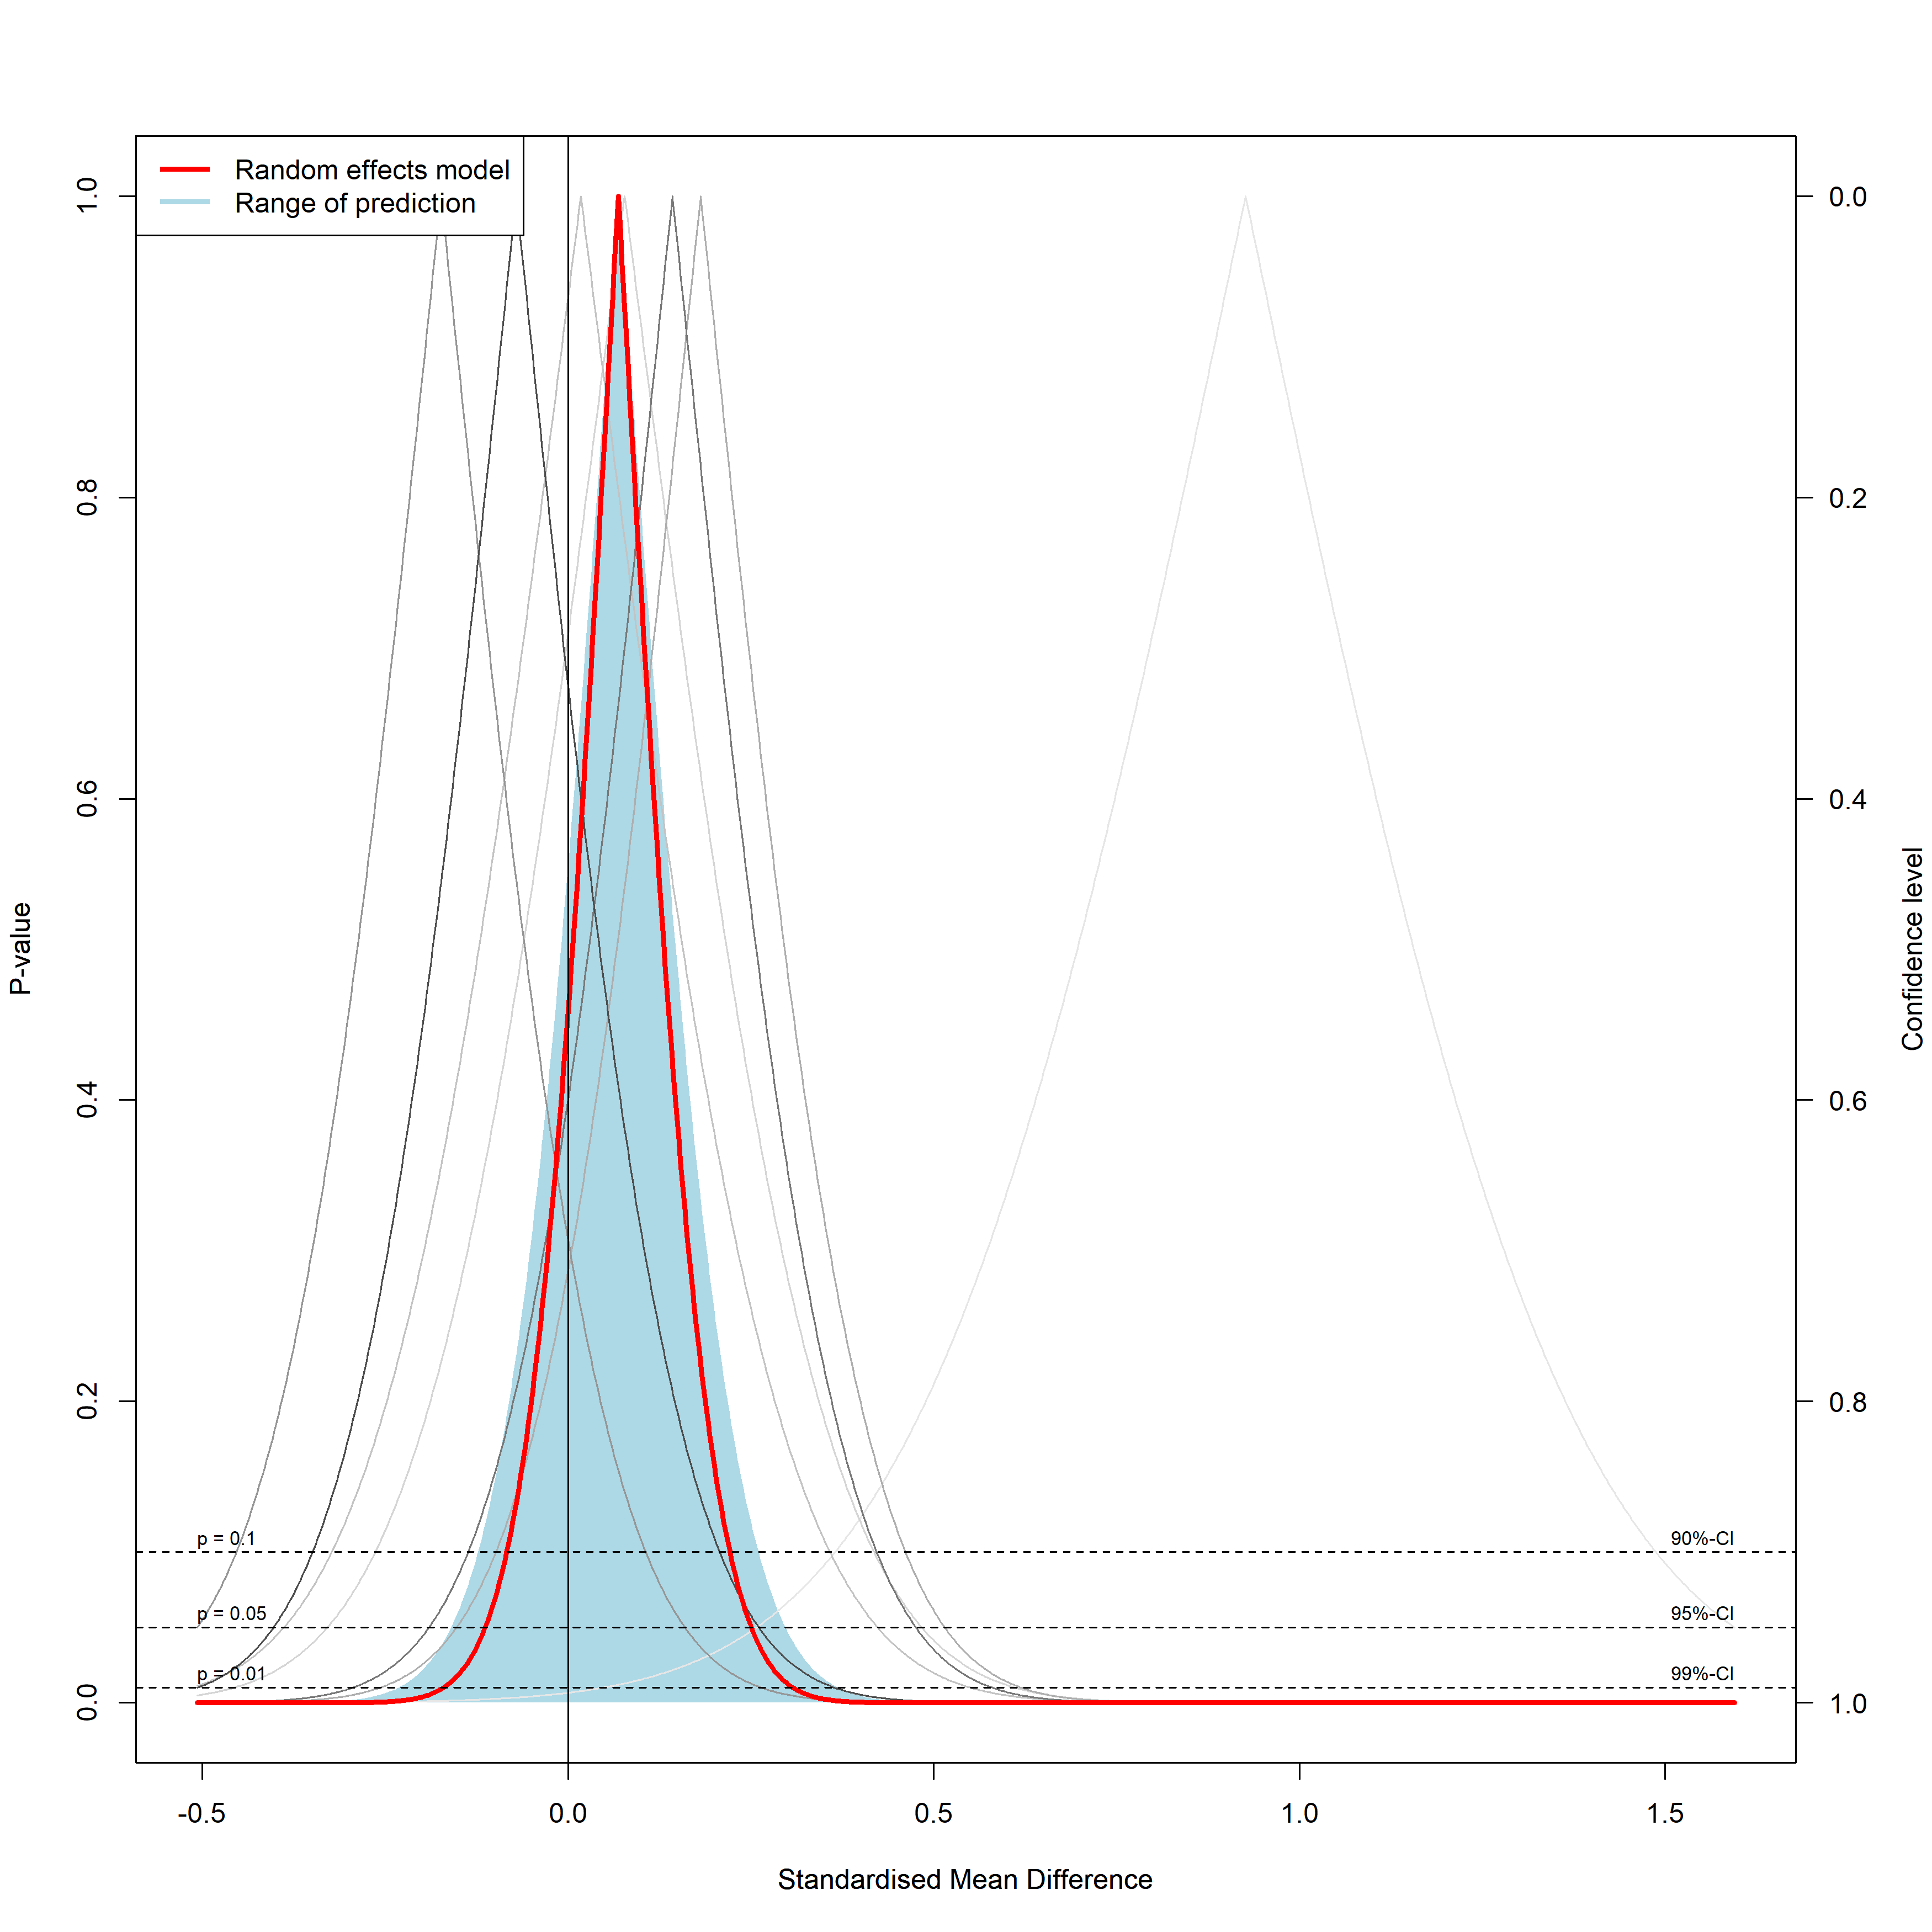 Random effects model
Range of prediction
1.0
0.8
0.6
0.4
0.2
0.0
P-value
0.0
0.2
0.4
0.6
0.8
1.0
Confidence level
p = 0.1
90%-CI
p = 0.05
95%-CI
p = 0.01
99%-CI
-0.5
0.0
0.5
1.0
1.5
Standardised Mean Difference